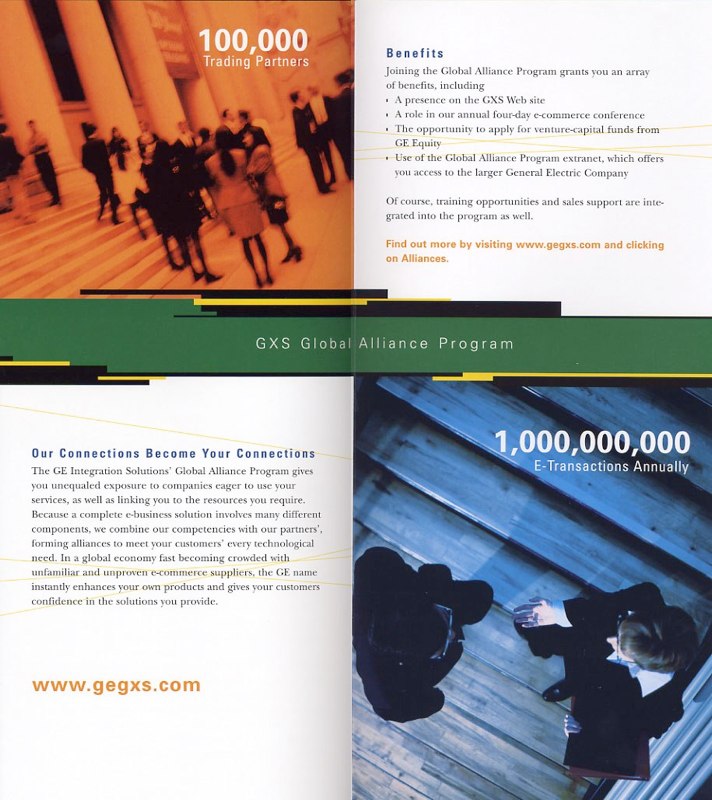 100,000
Trading Partners
Benefits
Joining the Global Alliance Program grants you an array
of benefits, including
A presence on the GXS Web site
A role in our annual four-day e-commerce conference
The opportunity to apply for venture-capital funds from
GE Equity
Use of the Global Alliance Program extranet, which offers
you access to the larger General Electric Company
Of course, training opportunities and sales support are inte-
grated into the program as well.
Find out more by visiting www.gegxs.com and clicking
on Alliances.
GXS Global Alliance Program
Our Connections Become Your Connections
The GE Integration Solutions' Global Alliance Program gives
you unequaled exposure to companies eager to use your
services, as well as linking you to the resources you require.
Because a complete e-business solution involves many different
components, we combine our competencies with our partners',
forming alliances to meet your customers' every technological
need. In a global economy fast becoming crowded with
unfamiliar and unproven e-commerce suppliers, the GE name
instantly enhances your own products and gives your customers
confidence in the solutions you provide.
www.gegxs.com
1,000,000,000
E-Transactions Annually